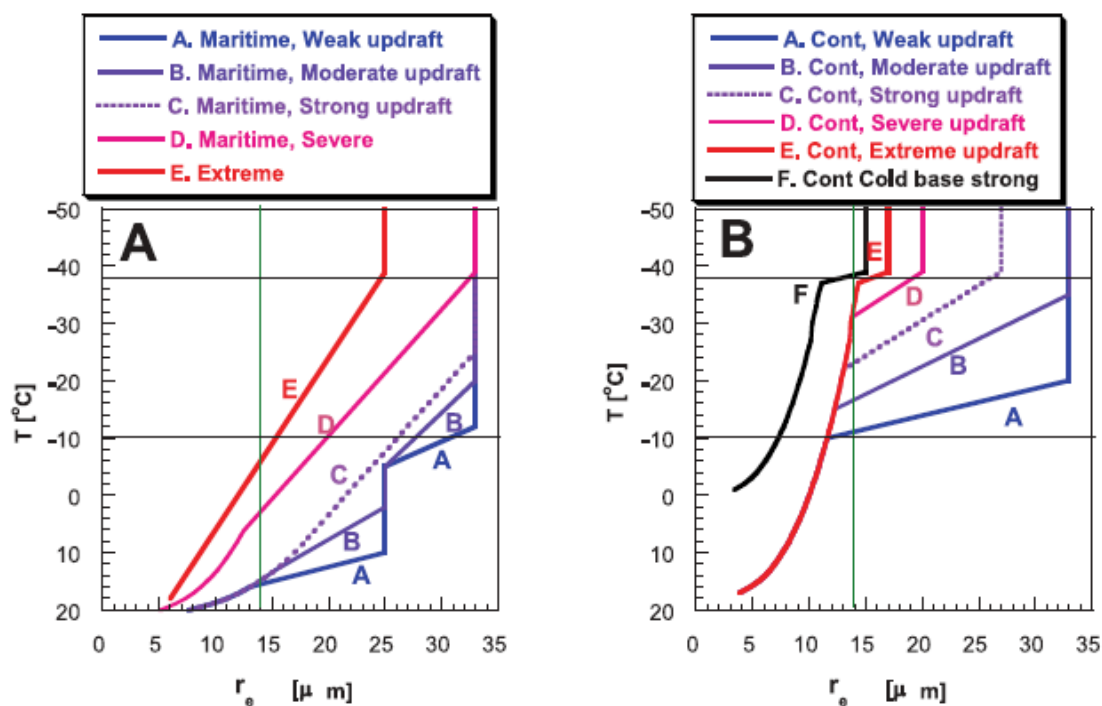 A. Maritime, Weak updraft
B. Maritime, Moderate updraft
C. Maritime, Strong updraft
D. Maritime, Severe
E. Extreme
A
E
D
C
B
A
B
A
T [°C]
-50
-40
-30
-20
-10
0
10
20
0 5 10 15 20 25 30 35
r_e [μ m]
A. Cont, Weak updraft
B. Cont, Moderate updraft
C. Cont, Strong updraft
D. Cont, Severe updraft
E. Cont, Extreme updraft
F. Cont Cold base strong
B
E
F
D
C
B
A
T [°C]
-50
-40
-30
-20
-10
0
10
20
0 5 10 15 20 25 30 35
r_e [μ m]